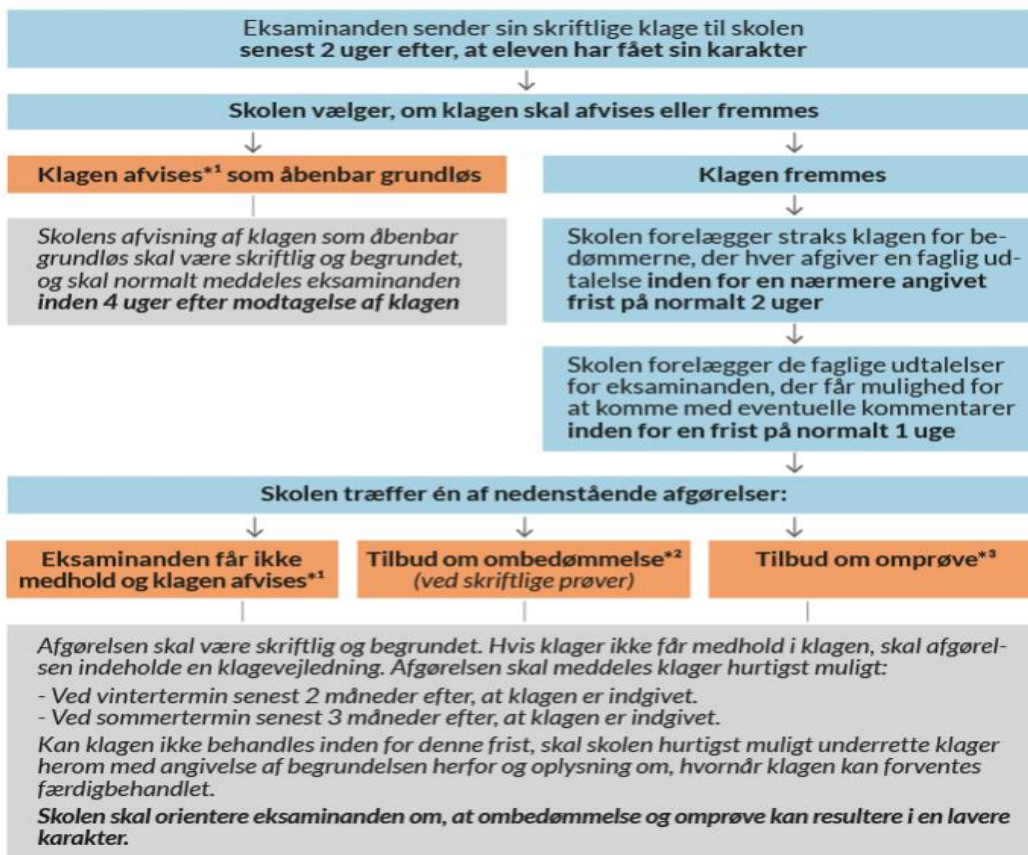 Eksaminanden sender sin skriftlige klage til skolen
senest 2 uger efter, at eleven har fået sin karakter
Skolen vælger, om klagen skal afvises eller fremmes
Klagen afvises*¹ som åbenbar grundløs
Skolens afvisning af klagen som åbenbar
grundløs skal være skriftlig og begrundet,
og skal normalt meddeles eksaminanden
inden 4 uger efter modtagelse af klagen
Klagen fremmes
Skolen forelægger straks klagen for be-
dømmerne, der hver afgiver en faglig ud-
talelse inden for en nærmere angivet
frist på normalt 2 uger
Skolen forelægger de faglige udtalelser
for eksaminanden, der får mulighed for
at komme med eventuelle kommentarer
inden for en frist på normalt 1 uge
Skolen træffer én af nedenstående afgørelser:
Eksaminanden får ikke
medhold og klagen afvises*¹
Tilbud om ombedømmelse*²
(ved skriftlige prøver)
Tilbud om omprøve*³
Afgørelsen skal være skriftlig og begrundet. Hvis klager ikke får medhold i klagen, skal afgørel-
sen indeholde en klagevejledning. Afgørelsen skal meddeles klager hurtigst muligt:
- Ved vintertermin senest 2 måneder efter, at klagen er indgivet.
- Ved sommertermin senest 3 måneder efter, at klagen er indgivet.
Kan klagen ikke behandles inden for denne frist, skal skolen hurtigst muligt underrette klager
herom med angivelse af begrundelsen herfor og oplysning om, hvornår klagen kan forventes
færdigbehandlet.
Skolen skal orientere eksaminanden om, at ombedømmelse og omprøve kan resultere i en lavere
karakter.